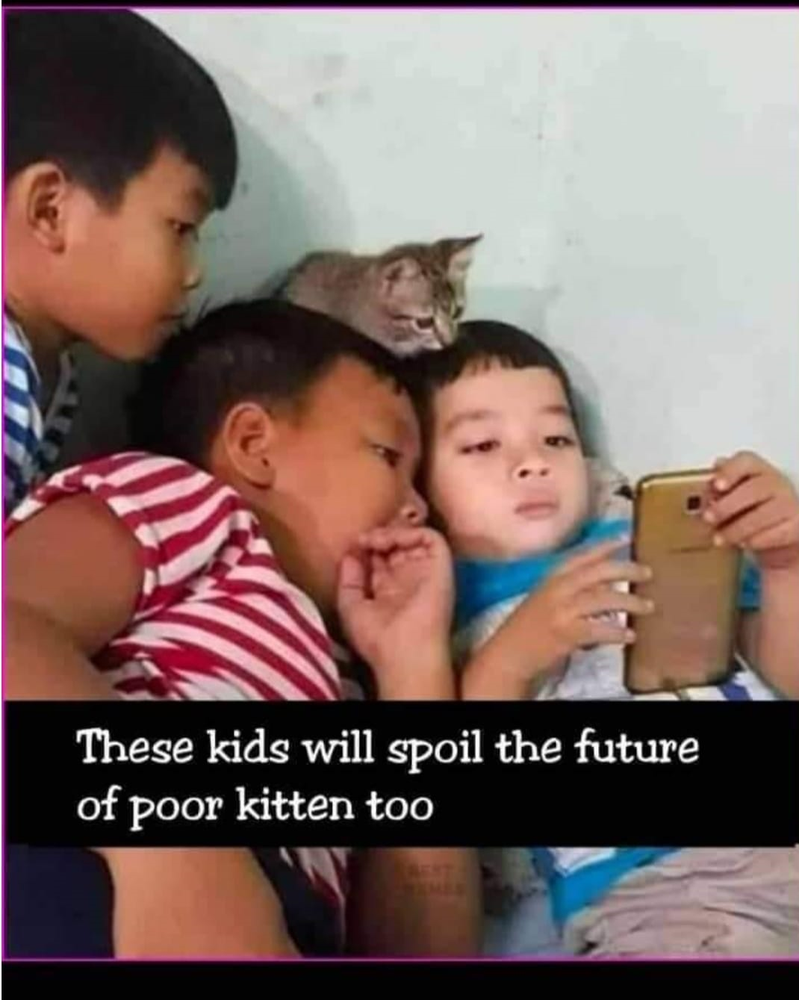 These kids will spoil the future
of poor kitten too